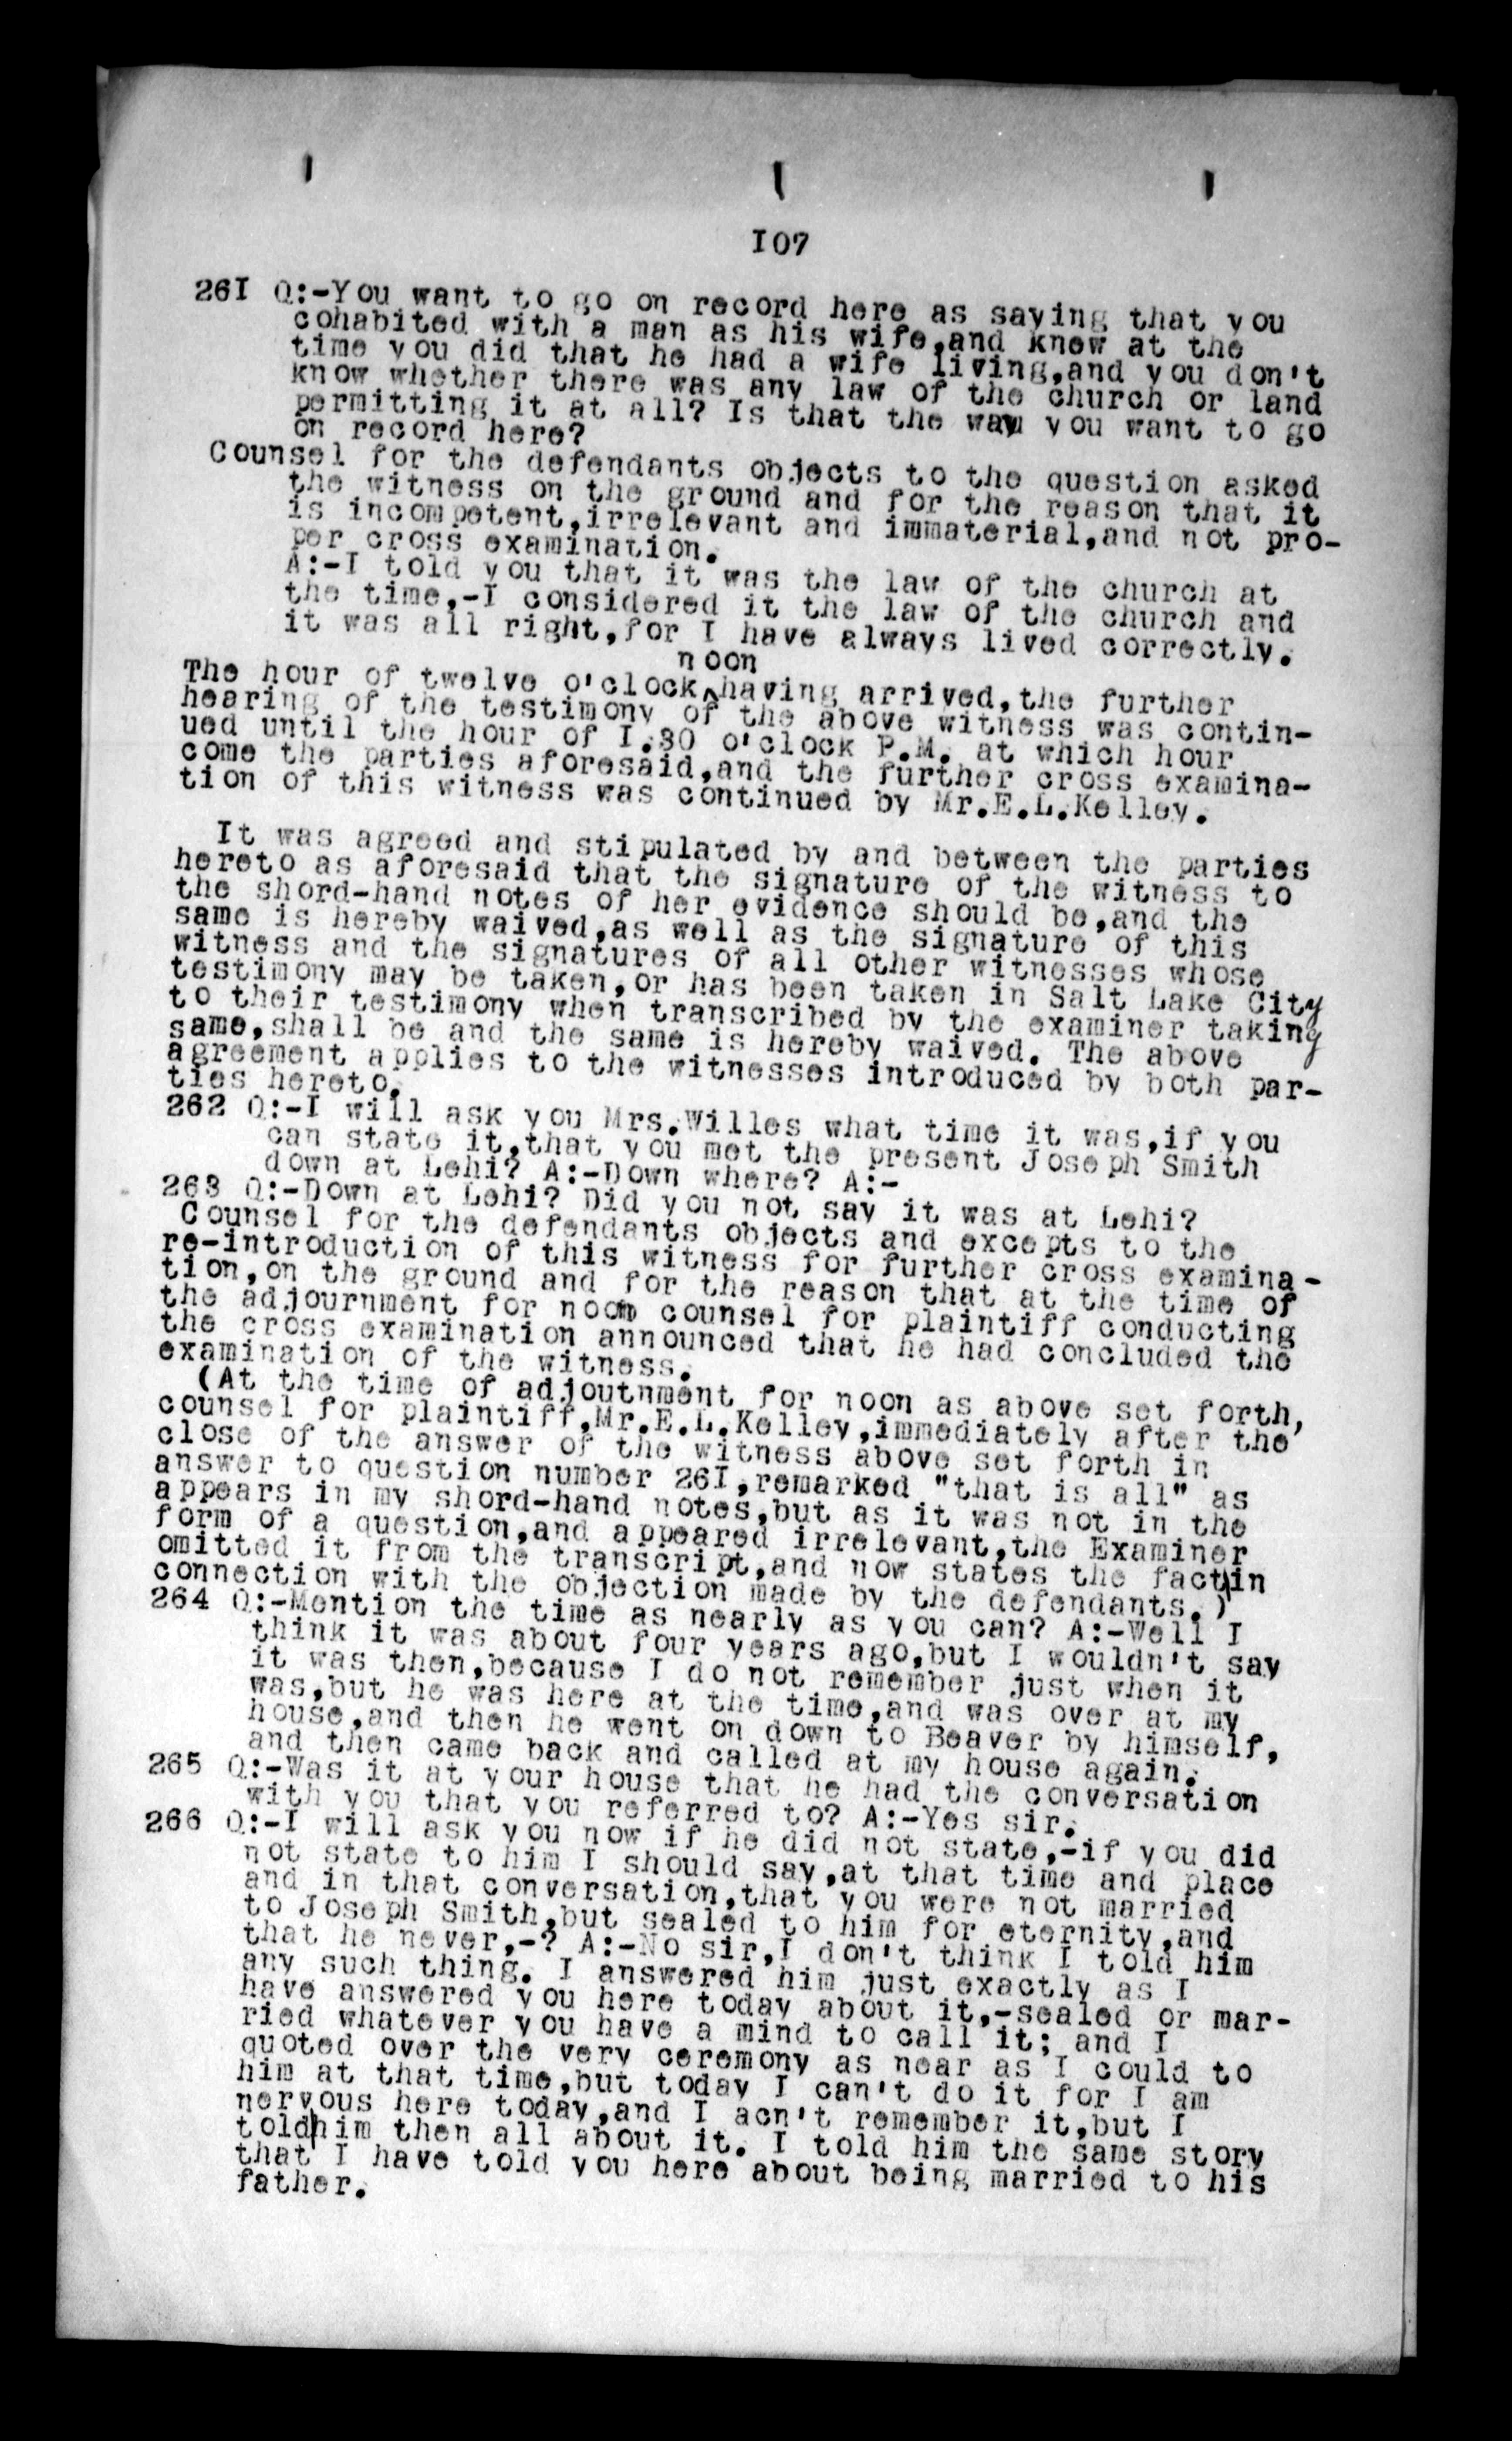 107
261 Q:-You want to go on record here as saying that you
cohabited with a man as his wife,and knew at the
time you did that he had a wife living,and you don't
know whether there was any law of the church or land
permitting it at all? Is that the way you want to go
on record here?
Counsel for the defendants objects to the question asked
the witness on the ground and for the reason that it
is incompetent,irrelevant and immaterial,and not pro-
per cross examination.
A:-I told you that it was the law of the church at
the time,-I considered it the law of the church and
it was all right,for I have always lived correctly.
noon
The hour of twelve o'clock^having arrived,the further
hearing of the testimony of the above witness was contin-
ued until the hour of I.30 o'clock P.M. at which hour
come the parties aforesaid,and the further cross examina-
tion of this witness was continued by Mr.E.L.Kelley.
It was agreed and stipulated by and between the parties
hereto as aforesaid that the signature of the witness to
the shord-hand notes of her evidence should be,and the
same is hereby waived,as well as the signature of this
witness and the signatures of all other witnesses whose
testimony may be taken,or has been taken in Salt Lake City
to their testimony when transcribed by the examiner taking
same,shall be and the same is hereby waived. The above
agreement applies to the witnesses introduced by both par-
ties hereto.
262 Q:-I will ask you Mrs.Willes what time it was,if you
can state it,that you met the present Joseph Smith
down at Lehi? A:-Down where? A:-
263 Q:-Down at Lehi? Did you not say it was at Lehi?
Counsel for the defendants objects and excepts to the
re-introduction of this witness for further cross examina-
tion,on the ground and for the reason that at the time of
the adjournment for noon counsel for plaintiff conducting
the cross examination announced that he had concluded the
examination of the witness.
(At the time of adjoutnment for noon as above set forth,
counsel for plaintiff,Mr.E.L.Kelley,immediately after the
close of the answer of the witness above set forth in
answer to question number 261,remarked "that is all" as
appears in my shord-hand notes,but as it was not in the
form of a question,and appeared irrelevant,the Examiner
omitted it from the transcript,and now states the fact|in
connection with the objection made by the defendants.)
264 Q:-Mention the time as nearly as you can? A:-Well I
think it was about four years ago,but I wouldn't say
it was then,because I do not remember just when it
was,but he was here at the time,and was over at my
house,and then he went on down to Beaver by himself,
and then came back and called at my house again.
265 Q:-Was it at your house that he had the conversation
with you that you referred to? A:-Yes sir.
266 Q:-I will ask you now if he did not state,-if you did
not state to him I should say,at that time and place
and in that conversation,that you were not married
to Joseph Smith,but sealed to him for eternity,and
that he never,-? A:-No sir,I don't think I told him
any such thing. I answered him just exactly as I
have answered you here today about it,-sealed or mar-
ried whatever you have a mind to call it; and I
quoted over the very ceremony as near as I could to
him at that time,but today I can't do it for I am
nervous here today,and I acn't remember it,but I
told|him then all about it. I told him the same story
that I have told you here about being married to his
father.